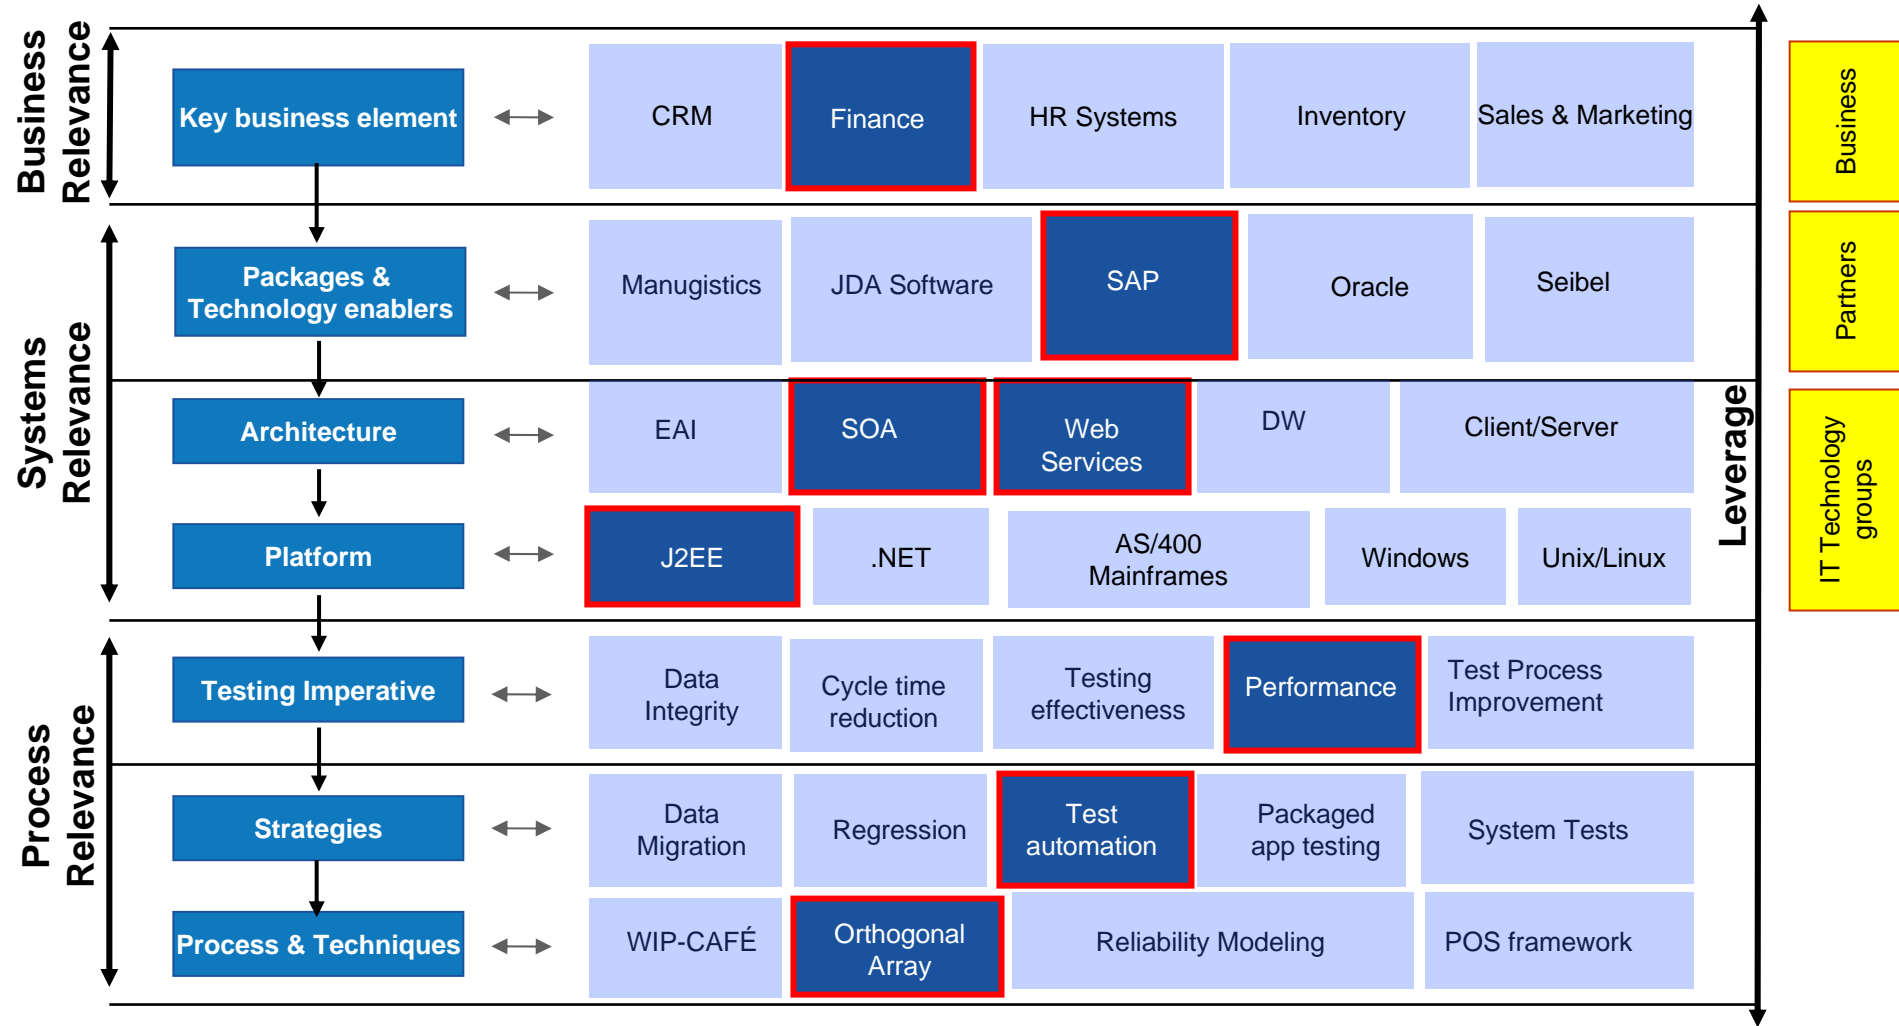 Business
Relevance
Key business element
CRM
Finance
HR Systems
Inventory
Sales & Marketing
Business
Systems
Relevance
Packages &
Technology enablers
Manugistics
JDA Software
SAP
Oracle
Seibel
Partners
Architecture
EAI
SOA
Web
Services
DW
Client/Server
Leverage
IT Technology
groups
Platform
J2EE
.NET
AS/400
Mainframes
Windows
Unix/Linux
Process
Relevance
Testing Imperative
Data
Integrity
Cycle time
reduction
Testing
effectiveness
Performance
Test Process
Improvement
Strategies
Data
Migration
Regression
Test
automation
Packaged
app testing
System Tests
Process & Techniques
WIP-CAFÉ
Orthogonal
Array
Reliability Modeling
POS framework